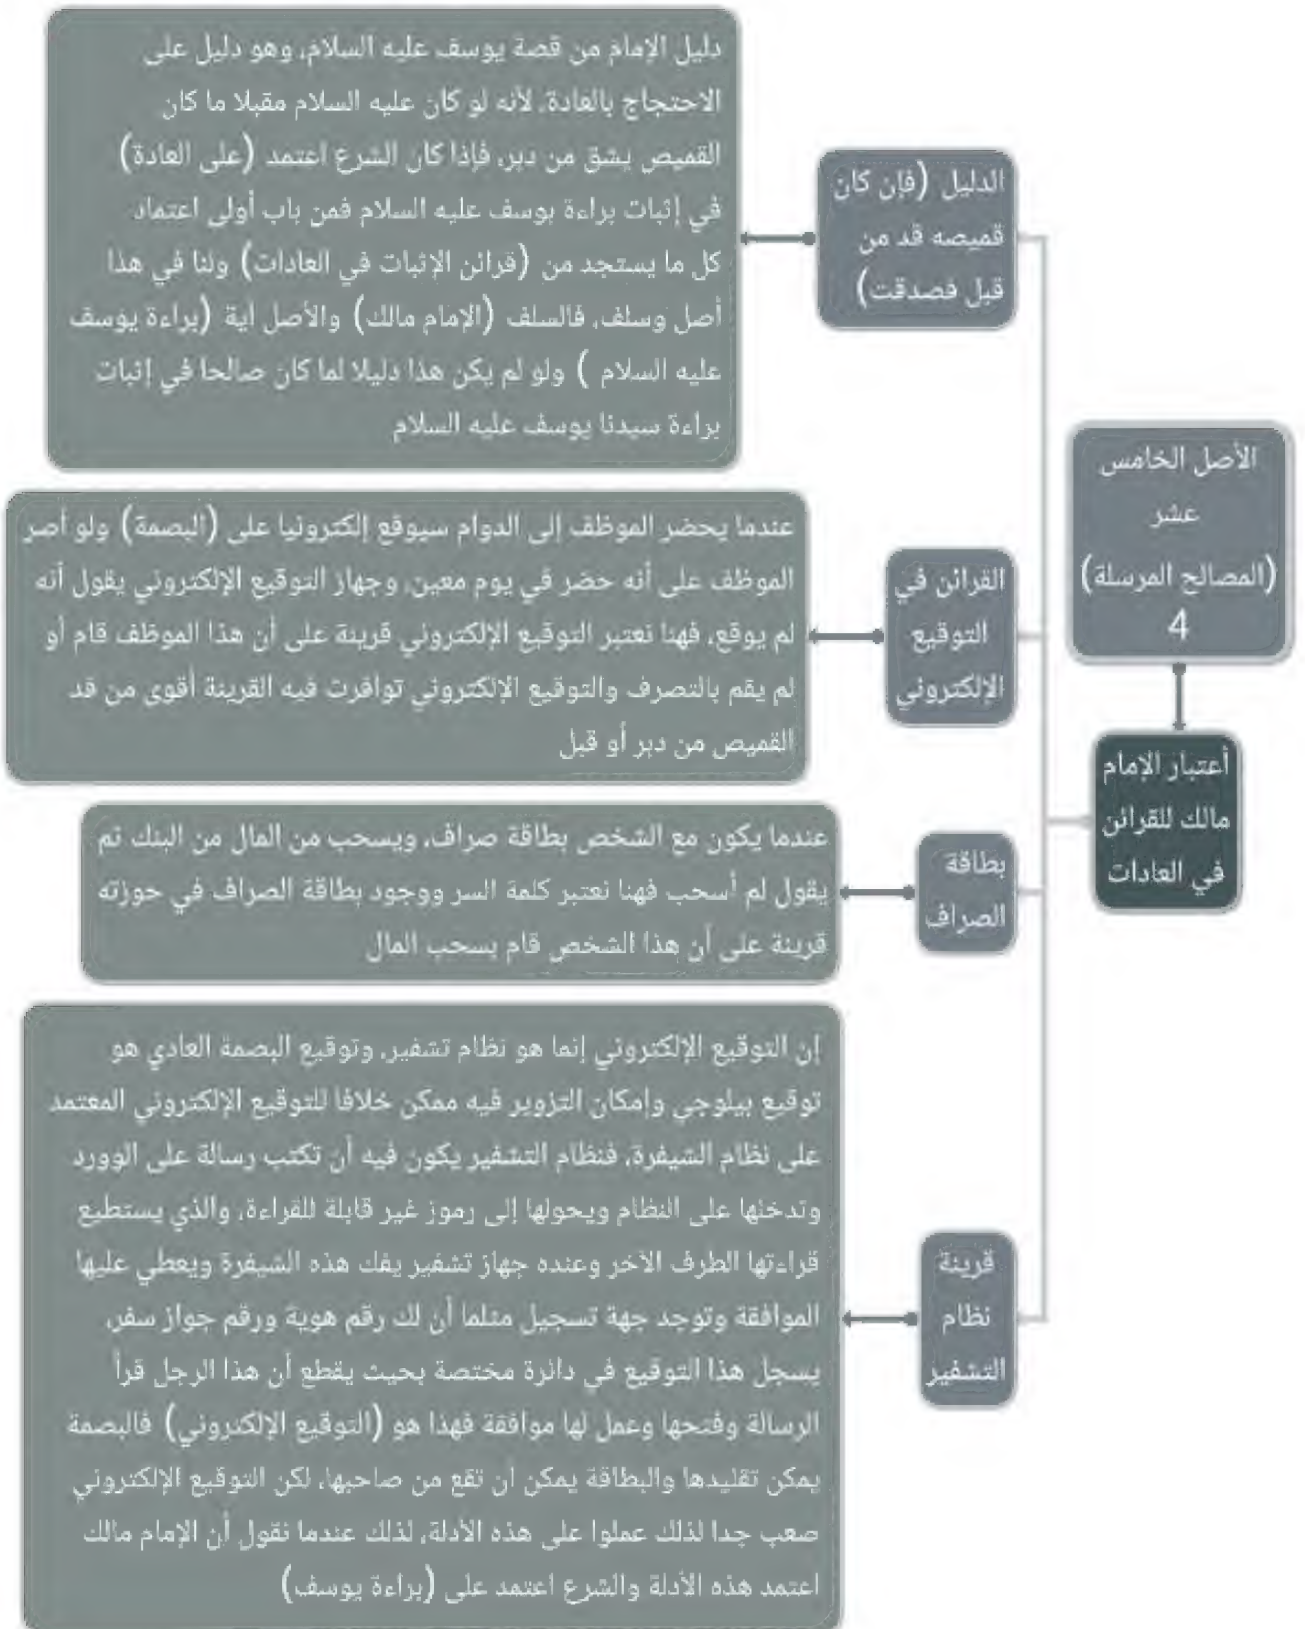 الأصل الخامس
عشر
(المصالح المرسلة)
4
أعتبار الإمام
مالك للقرائن
في العادات
الدليل (فإن كان
قميصه قد من
قبل فصدقت)
دليل الإمام من قصة يوسف عليه السلام، وهو دليل على
الاحتجاج بالعادة، لأنه لو كان عليه السلام مقبلا ما كان
القميص يشق من دبر، فإذا كان الشرع اعتمد (على العادة)
في إثبات براءة يوسف عليه السلام فمن باب أولى اعتماد
كل ما يستجد من (قرائن الإثبات في العادات) ولنا في هذا
أصل وسلف، فالسلف (الإمام مالك) والأصل أية (براءة يوسف
عليه السلام ) ولو لم يكن هذا دليلا لما كان صالحا في إثبات
براءة سيدنا يوسف عليه السلام
القرائن في
التوقيع
الإلكتروني
عندما يحضر الموظف إلى الدوام سيوقع إلكترونيا على (البصمة) ولو أصر
الموظف على أنه حضر في يوم معين، وجهاز التوقيع الإلكتروني يقول أنه
لم يوقع، فهنا نعتبر التوقيع الإلكتروني قرينة على أن هذا الموظف قام أو
لم يقم بالتصرف والتوقيع الإلكتروني توافرت فيه القرينة أقوى من قد
القميص من دبر أو قبل
بطاقة
الصراف
عندما يكون مع الشخص بطاقة صراف، ويسحب من المال من البنك ثم
يقول لم أسحب فهنا نعتبر كلمة السر ووجود بطاقة الصراف في حوزته
قرينة على أن هذا الشخص قام بسحب المال
قرينة
نظام
التشفير
إن التوقيع الإلكتروني إنما هو نظام تشفير، وتوقيع البصمة العادي هو
توقيع بيلوجي وإمكان التزوير فيه ممكن خلافا للتوقيع الإلكتروني المعتمد
على نظام الشيفرة، فنظام التشفير يكون فيه أن تكتب رسالة على الوورد
وتدخلها على النظام ويحولها إلى رموز غير قابلة للقراءة، والذي يستطيع
قراءتها الطرف الآخر وعنده جهاز تشفير يفك هذه الشيفرة ويعطي عليها
الموافقة وتوجد جهة تسجيل مثلما أن لك رقم هوية ورقم جواز سفر،
يسجل هذا التوقيع في دائرة مختصة بحيث يقطع أن هذا الرجل قرأ
الرسالة وفتحها وعمل لها موافقة فهذا هو (التوقيع الإلكتروني) فالبصمة
يمكن تقليدها والبطاقة يمكن أن تقع من صاحبها، لكن التوقيع الإلكتروني
صعب جدا لذلك عملوا على هذه الأدلة، لذلك عندما نقول أن الإمام مالك
اعتمد هذه الأدلة والشرع اعتمد على (براءة يوسف)